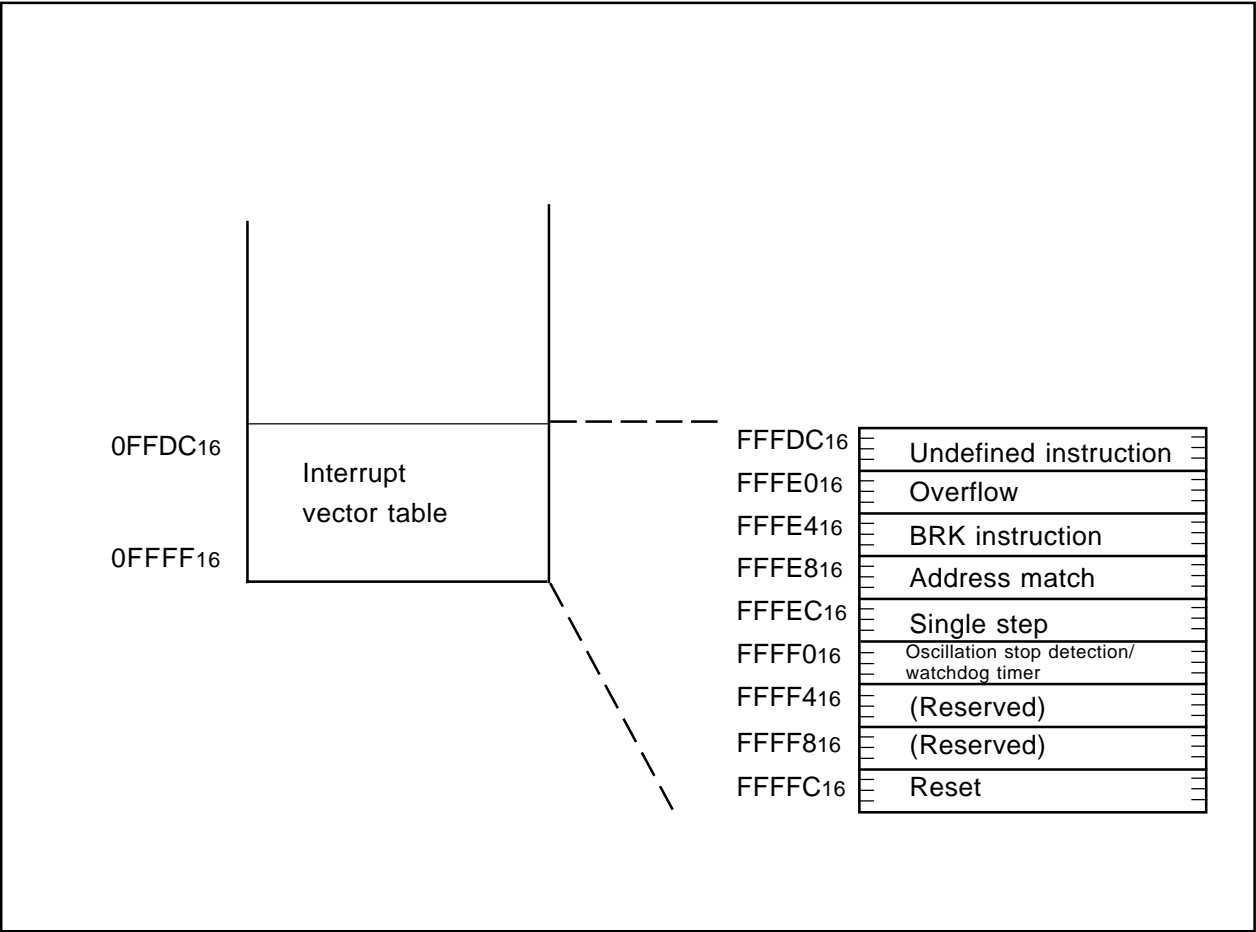 0FFDC16
Interrupt
vector table
0FFFF16
FFFDC16 Undefined instruction
FFFE016 Overflow
FFFE416 BRK instruction
FFFE816 Address match
FFFEC16 Single step
FFFF016 Oscillation stop detection/
watchdog timer
FFFF416 (Reserved)
FFFF816 (Reserved)
FFFFC16 Reset